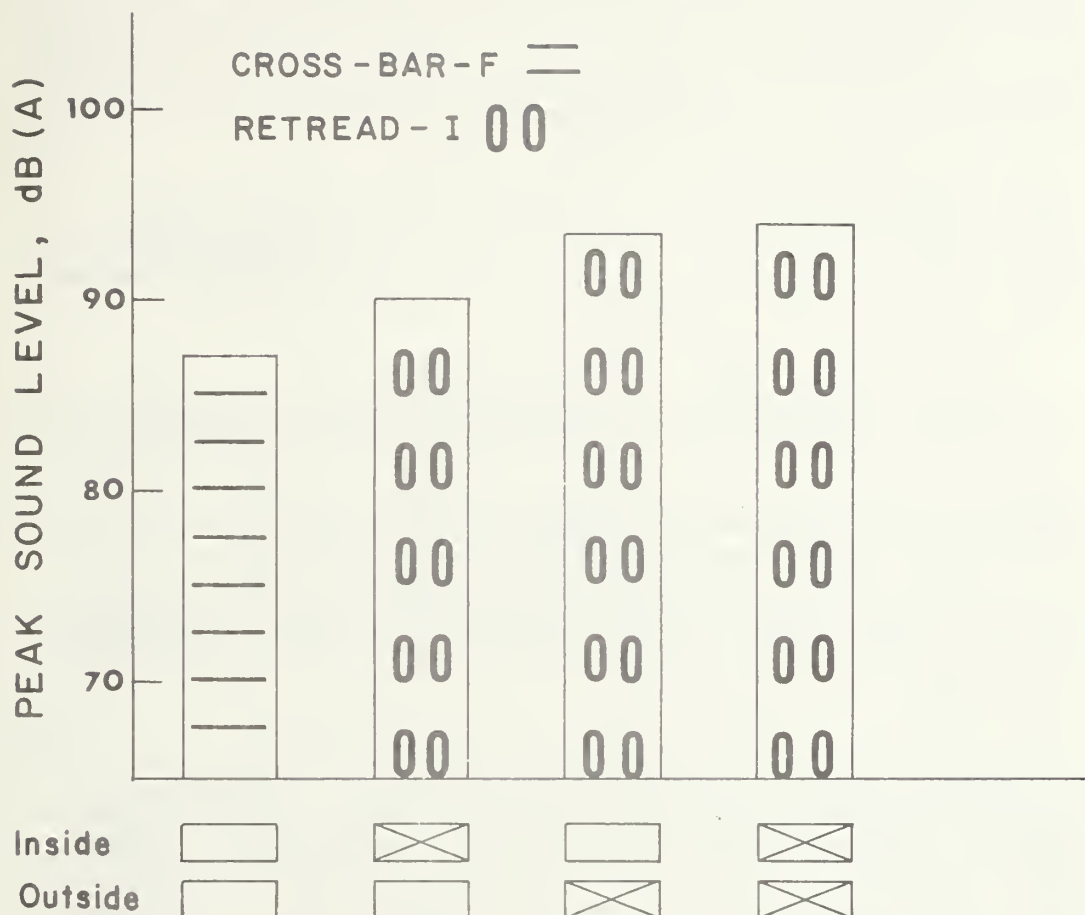 CROSS-BAR-F
RETREAD-I
PEAK SOUND LEVEL, dB(A)
100
90
80
70
Inside
Outside